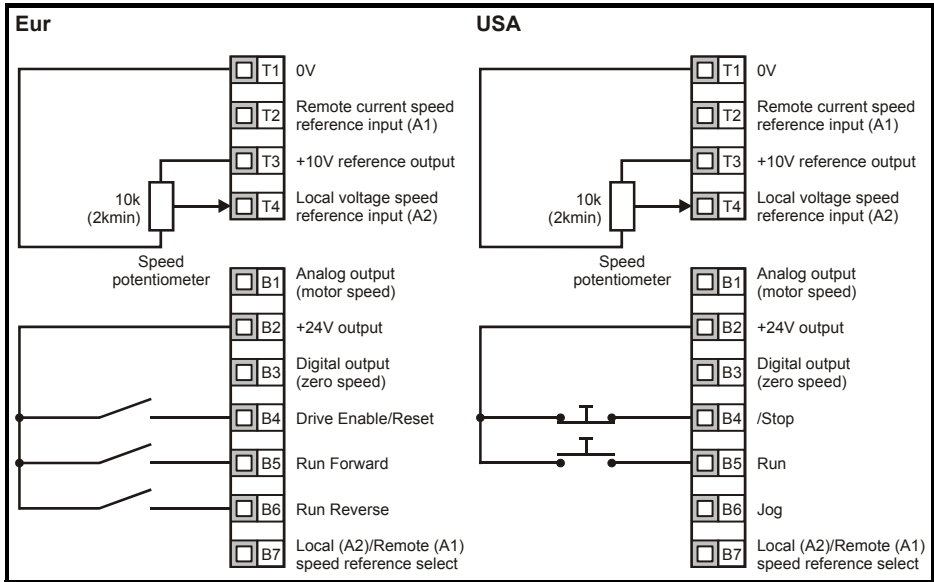 Eur
T1 0V
T2 Remote current speed
reference input (A1)
T3 +10V reference output
10k
(2kmin)
T4 Local voltage speed
reference input (A2)
Speed
potentiometer
B1 Analog output
(motor speed)
B2 +24V output
B3 Digital output
(zero speed)
B4 Drive Enable/Reset
B5 Run Forward
B6 Run Reverse
B7 Local (A2)/Remote (A1)
speed reference select
USA
T1 0V
T2 Remote current speed
reference input (A1)
T3 +10V reference output
10k
(2kmin)
T4 Local voltage speed
reference input (A2)
Speed
potentiometer
B1 Analog output
(motor speed)
B2 +24V output
B3 Digital output
(zero speed)
B4 /Stop
B5 Run
B6 Jog
B7 Local (A2)/Remote (A1)
speed reference select